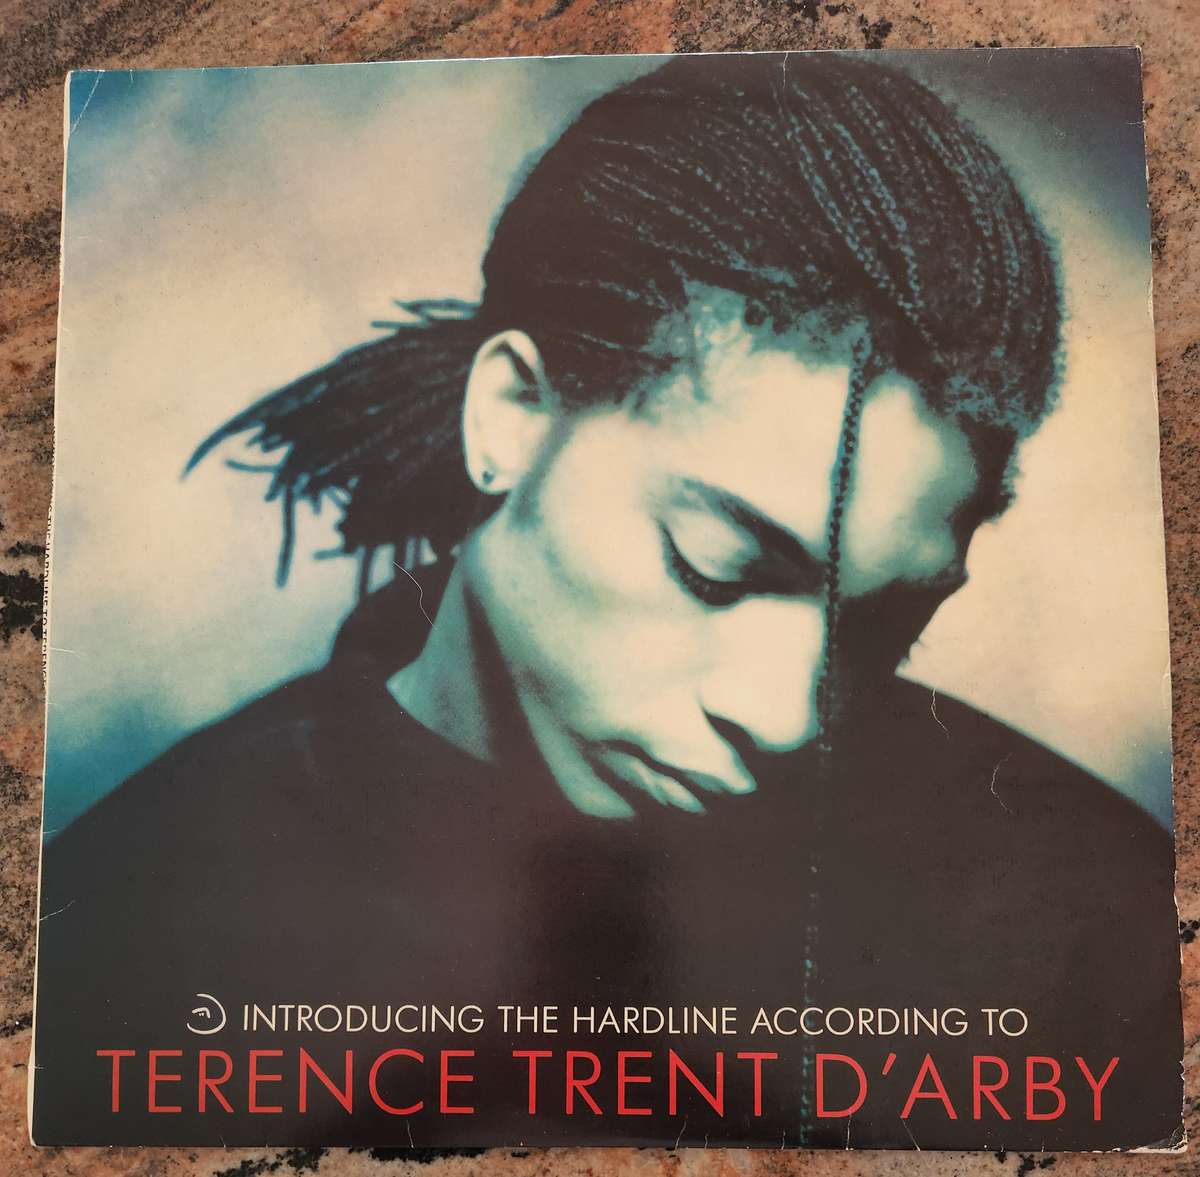 INTRODUCING THE HARDLINE ACCORDING TO
TERENCE TRENT D'ARBY